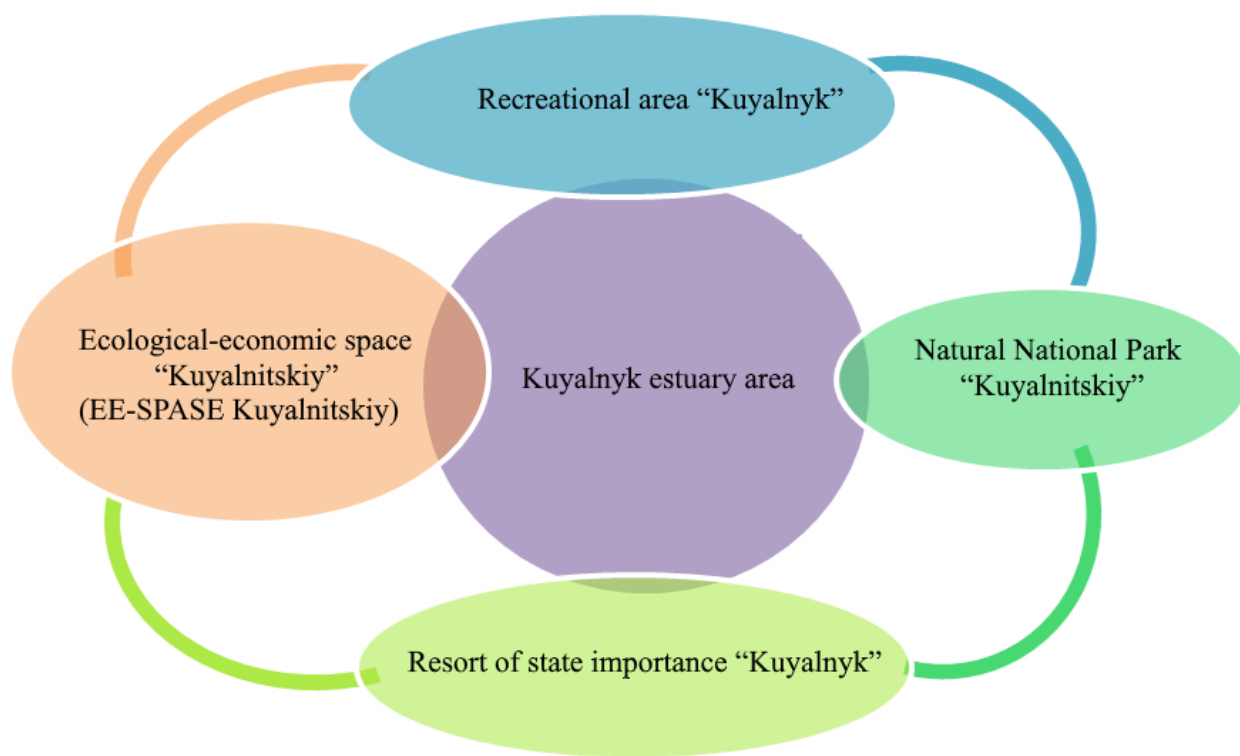 Recreational area “Kuyalnyk”
Ecological-economic space
“Kuyalnitskiy”
(EE-SPASE Kuyalnitskiy)
Kuyalnyk estuary area
Natural National Park
“Kuyalnitskiy”
Resort of state importance “Kuyalnyk”